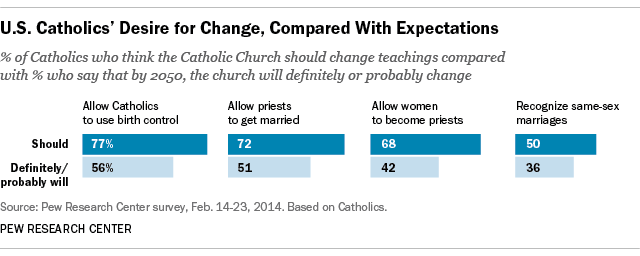 U.S. Catholics’ Desire for Change, Compared With Expectations
% of Catholics who think the Catholic Church should change teachings compared
with % who say that by 2050, the church will definitely or probably change
Allow Catholics
to use birth control
Allow priests
to get married
Allow women
to become priests
Recognize same-sex
marriages
Should 77% 72 68 50
Definitely/
probably will 56% 51 42 36
Source: Pew Research Center survey, Feb. 14-23, 2014. Based on Catholics.
PEW RESEARCH CENTER